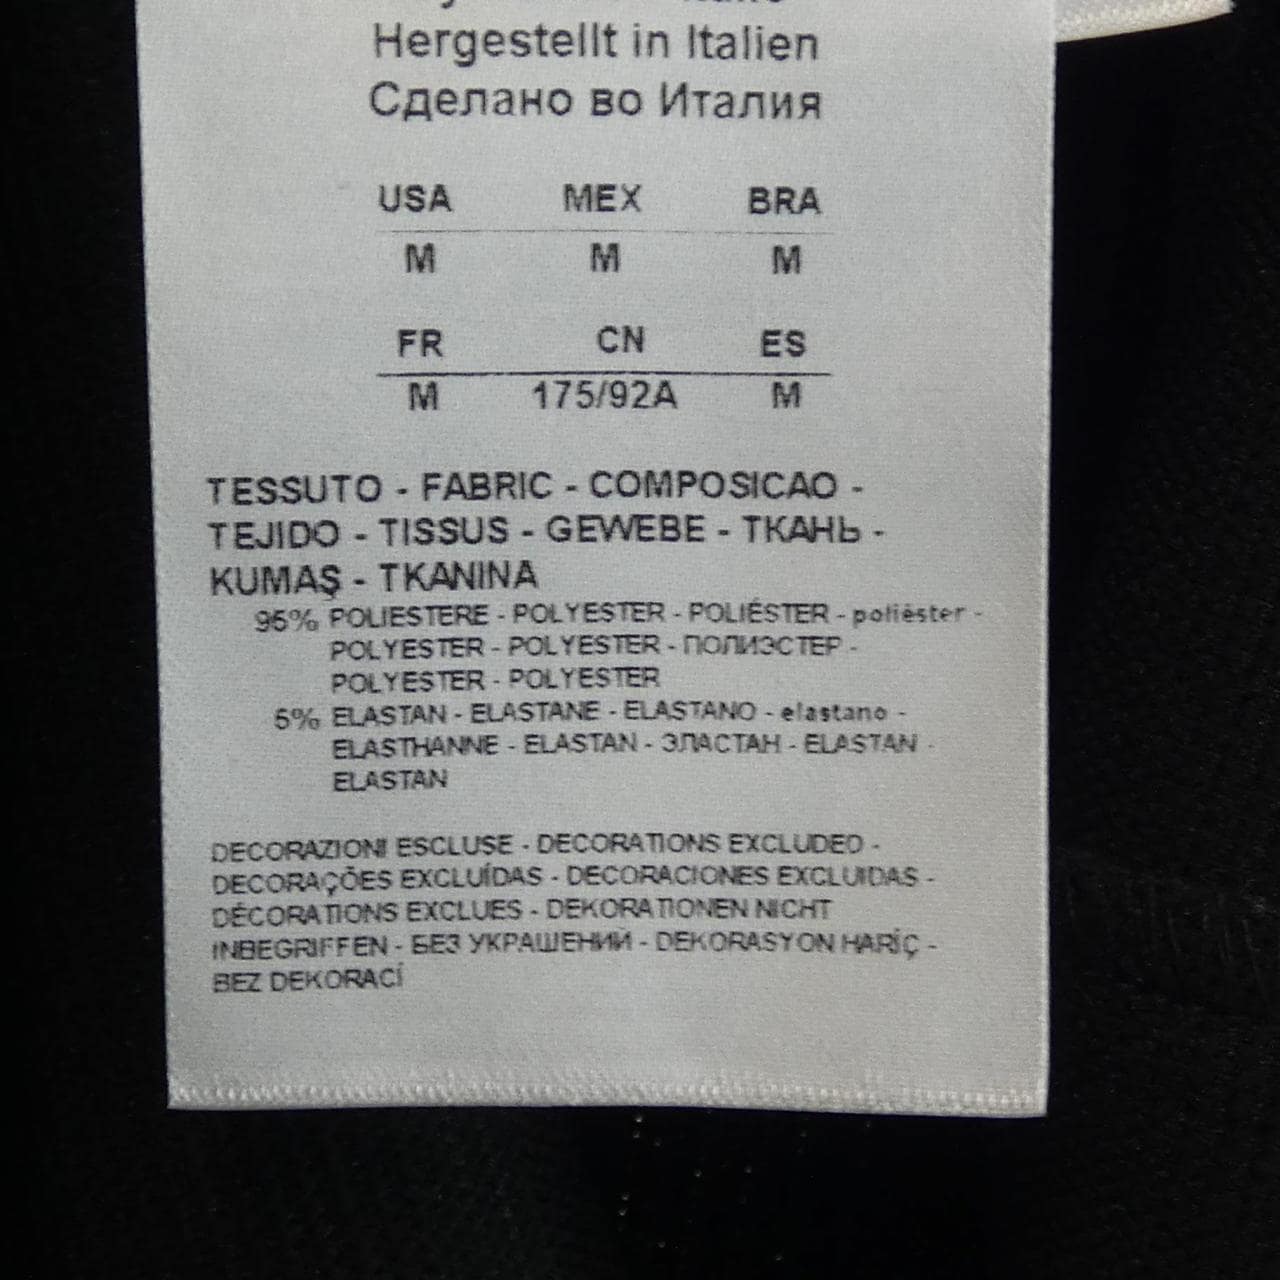 Hergestellt in Italien
Сделано во Италия
USA MEX BRA
M M M
FR CN ES
M 175/92A M
TESSUTO - FABRIC - COMPOSICAO -
TEJIDO - TISSUS - GEWEBE - ТКАНЬ -
KUMAŞ - TKANINA
95% POLIESTERE - POLYESTER - POLIÉSTER - polièster -
POLYESTER - POLYESTER - ПОЛИЭСТЕР -
POLYESTER - POLYESTER
5% ELASTAN - ELASTANE - ELASTANO - elastano -
ELASTHANNE - ELASTAN - ЭЛАСТАН - ELASTAN -
ELASTAN
DECORAZIONI ESCLUSE - DECORATIONS EXCLUDED -
DECORAÇÕES EXCLUÍDAS - DECORACIONES EXCLUIDAS -
DÉCORATIONS EXCLUES - DEKORATIONEN NICHT
INBEGRIFFEN - БЕЗ УКРАШЕНИИ - DEKORASYON HARİÇ -
BEZ DEKORACÍ